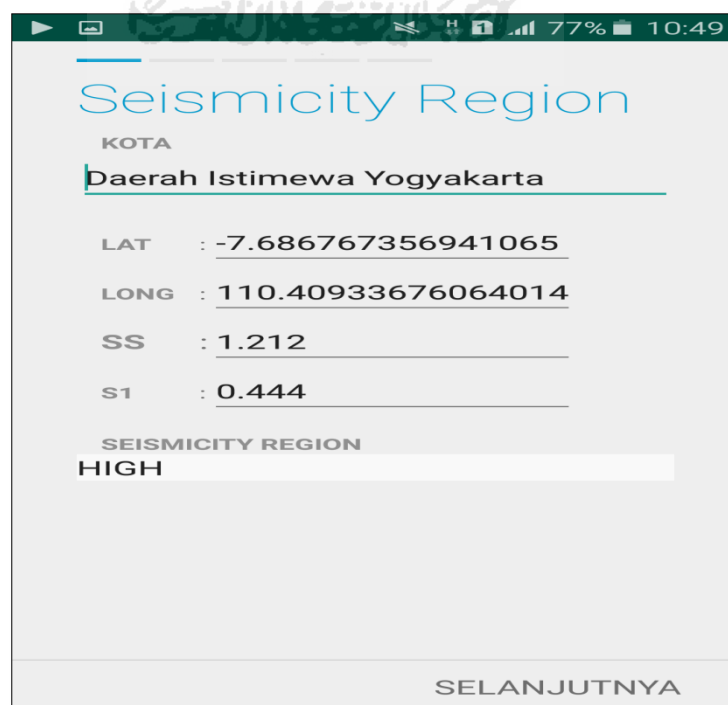 H 1 77% 10:49
Seismicity Region
KOTA
Daerah Istimewa Yogyakarta
LAT : -7.686767356941065
LONG : 110.40933676064014
SS : 1.212
S1 : 0.444
SEISMICITY REGION
HIGH
SELANJUTNYA